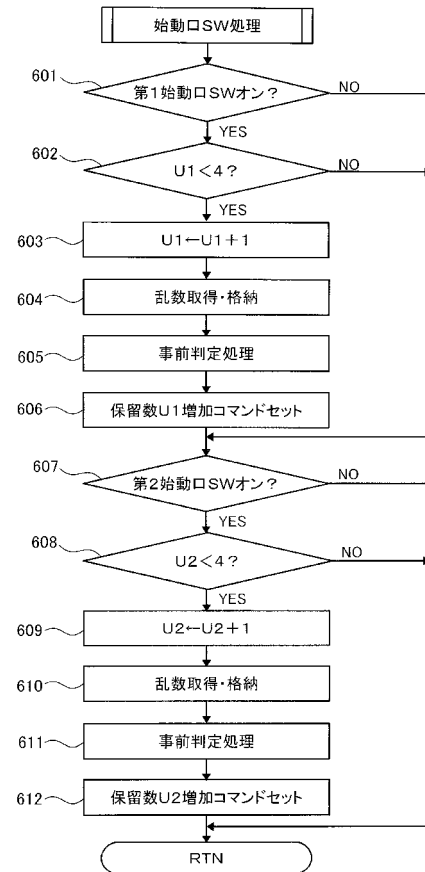 始動口SW処理
601
第1始動口SWオン?
NO
YES
602
U1<4?
NO
YES
603
U1←U1+1
604
乱数取得・格納
605
事前判定処理
606
保留数U1増加コマンドセット
607
第2始動口SWオン?
NO
YES
608
U2<4?
NO
YES
609
U2←U2+1
610
乱数取得・格納
611
事前判定処理
612
保留数U2増加コマンドセット
RTN